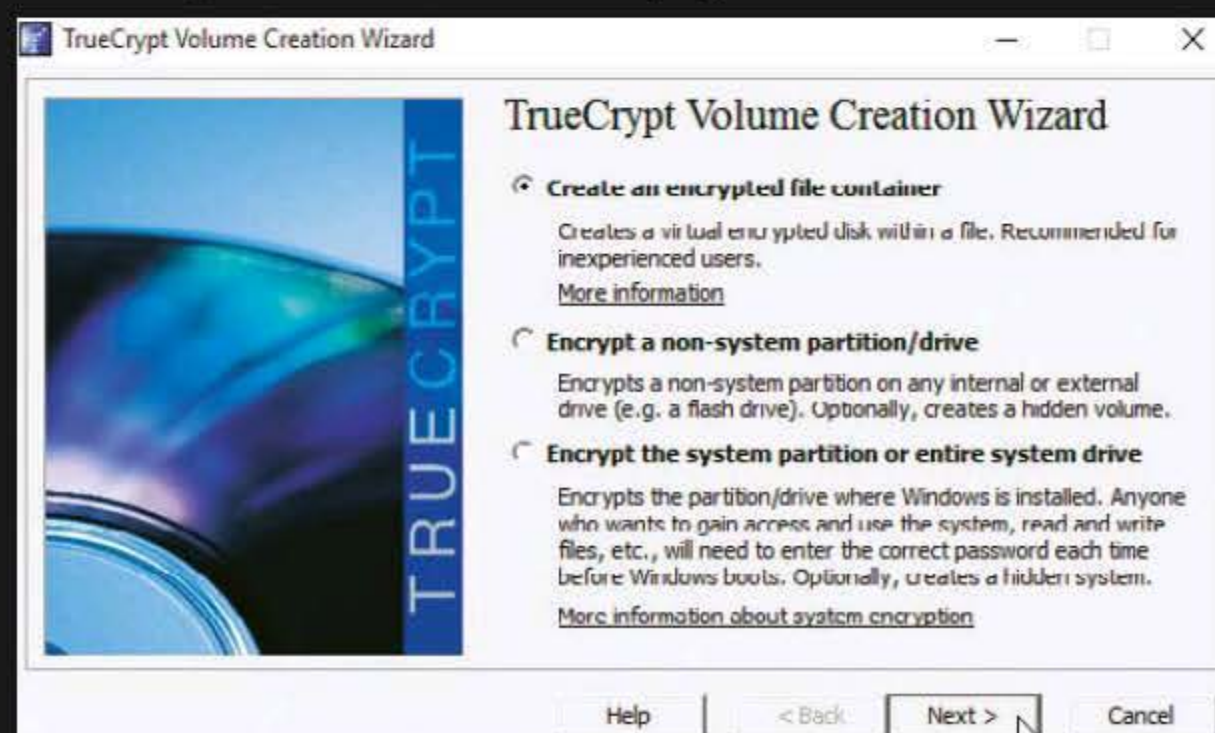 TrueCrypt Volume Creation Wizard
TRUECRYPT
TrueCrypt Volume Creation Wizard
Create an encrypted file container
Creates a virtual encrypted disk within a file. Recommended for
inexperienced users.
More information
Encrypt a non-system partition/drive
Encrypts a non-system partition on any internal or external
drive (e.g. a flash drive). Optionally, creates a hidden volume.
Encrypt the system partition or entire system drive
Encrypts the partition/drive where Windows is installed. Anyone
who wants to gain access and use the system, read and write
files, etc., will need to enter the correct password each time
before Windows boots. Optionally, creates a hidden system.
More information about system encryption
Help
< Back
Next >
Cancel